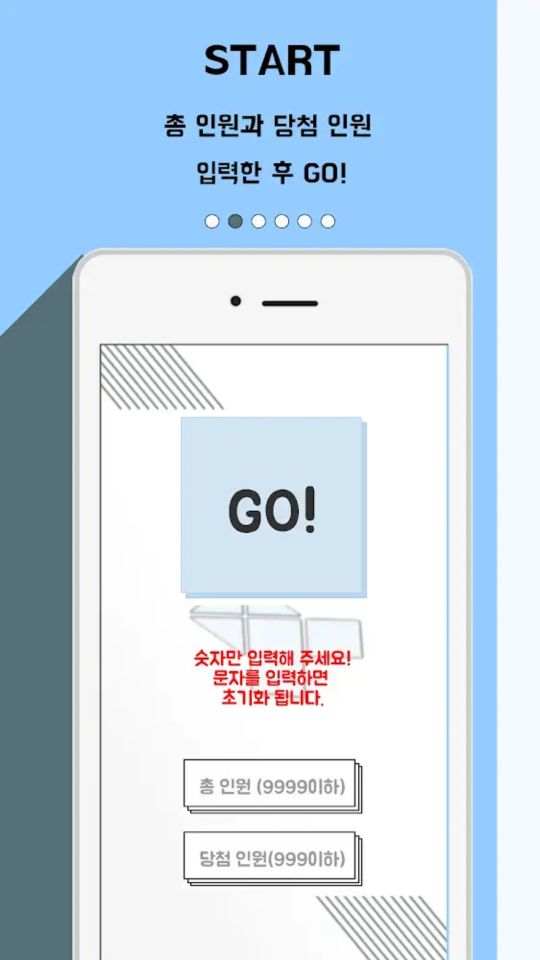 START
총 인원과 당첨 인원
입력한 후 GO!
GO!
숫자만 입력해 주세요!
문자를 입력하면
초기화 됩니다.
총 인원 (9999이하)
당첨 인원(999이하)